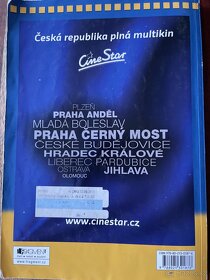 Česká republika plná multikin
CineStar
PLZEŇ
PRAHA ANDĚL
MLADÁ BOLESLAV
PRAHA ČERNÝ MOST
ČESKÉ BUDĚJOVICE
HRADEC KRÁLOVÉ
LIBEREC PARDUBICE
OSTRAVA JIHLAVA
OLOMOUC
www.cinestar.cz
FRAGMENT